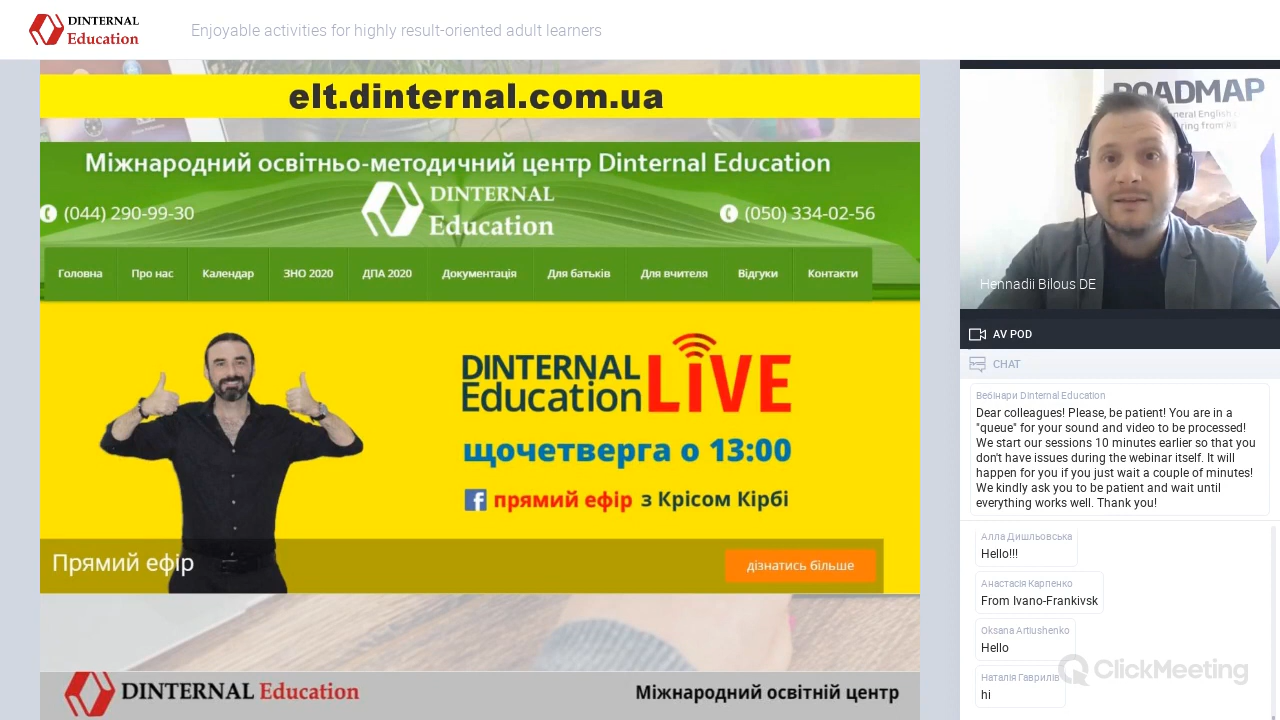 DINTERNAL
Education
Enjoyable activities for highly result-oriented adult learners
elt.dinternal.com.ua
Міжнародний освітньо-методичний центр Dinternal Education
(044) 290-99-30
DINTERNAL
Education
(050) 334-02-56
Головна
Про нас
Календар
ЗНО 2020
ДПА 2020
Документація
Для батьків
Для вчителя
Відгуки
Контакти
DINTERNAL
Education
LiVE
щочетверга о 13:00
прямий ефір з Крісом Кірбі
Прямий ефір
дізнатись більше
DINTERNAL Education
Міжнародний освітній центр
ROADMAP
eneral English
ring from A1
Hennadii Bilous DE
AV POD
CHAT
Вебінари Dinternal Education
Dear colleagues! Please, be patient! You are in a
"queue" for your sound and video to be processed!
We start our sessions 10 minutes earlier so that you
don't have issues during the webinar itself. It will
happen for you if you just wait a couple of minutes!
We kindly ask you to be patient and wait until
everything works well. Thank you!
Алла Дишльовська
Hello!!!
Анастасія Карпенко
From Ivano-Frankivsk
Oksana Artiushenko
Hello
Наталія Гаврилів
hi
ClickMeeting